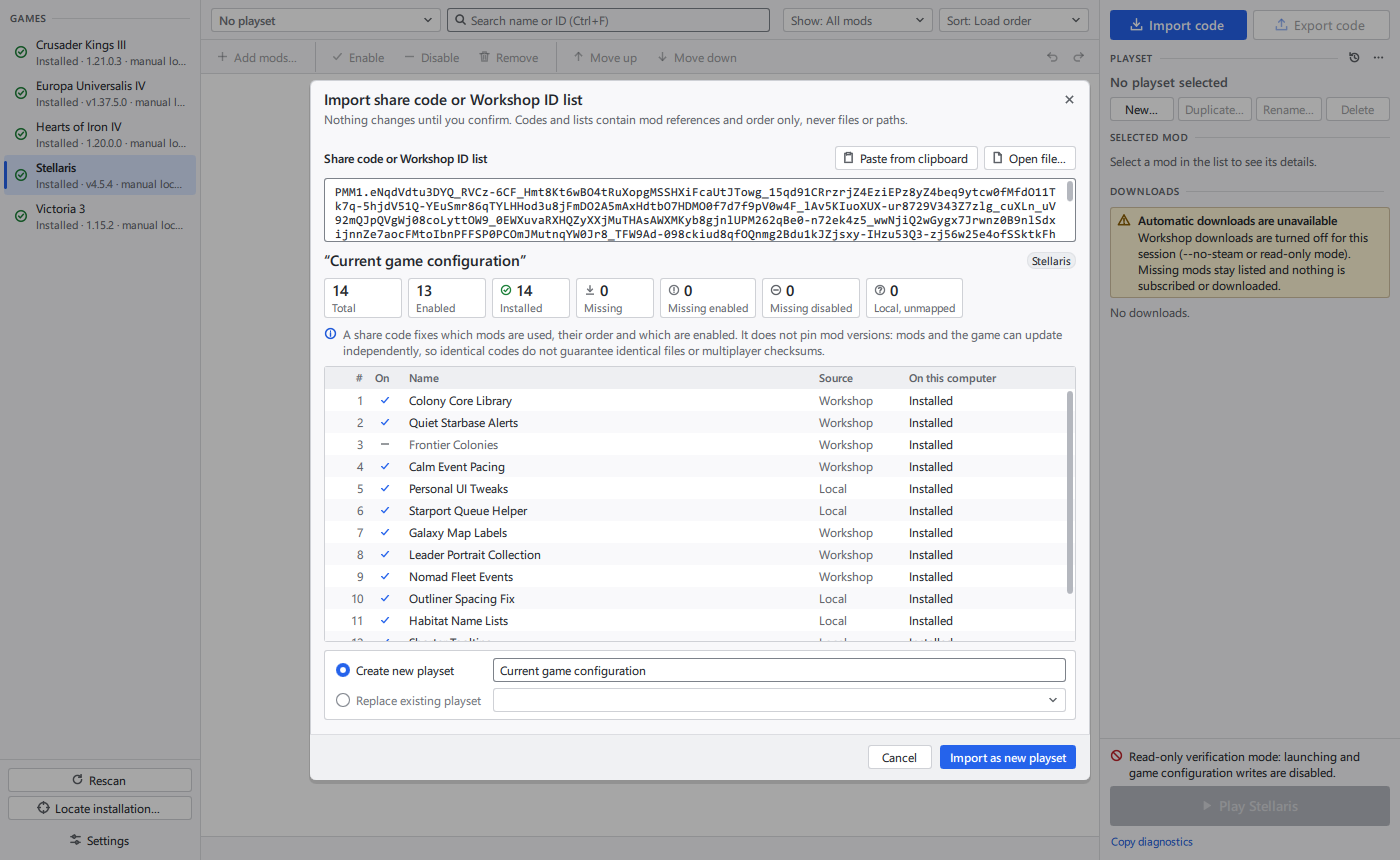 GAMES
Crusader Kings III
Installed · 1.21.0.3 · manual lo...
Europa Universalis IV
Installed · v1.37.5.0 · manual l...
Hearts of Iron IV
Installed · 1.20.0.0 · manual lo...
Stellaris
Installed · v4.5.4 · manual loc...
Victoria 3
Installed · 1.15.2 · manual loc...
Rescan
Locate installation...
Settings
No playset
Search name or ID (Ctrl+F)
Show: All mods
Sort: Load order
Add mods...
Enable
Disable
Remove
Move up
Move down
Import share code or Workshop ID list
Nothing changes until you confirm. Codes and lists contain mod references and order only, never files or paths.
Share code or Workshop ID list
Paste from clipboard
Open file...
PMM1.eNqdVdtu3DYQ_RVCz-6CF_Hmt8Kt6wBO4tRuXopgMSSHXiFcaUtJTowg_15qd91CRrzrjZ4EziEPz8yZ4beq9ytcw0fMfdO11T
k7q-5hjdV51Q-YEuSmr86qTYLHHod3u8jFmDO2A5mAxHdtbO7HDMO0f7d7f9pV0w4F_lAv5KIuoXUX-ur8729V343Z7zlg_cuXLn_uV
92mQJpQVgWj08coLyttOW9_0EWXuvaRXHQZyXXjMuTHAsAWXMKyb8gjnlUPM262qBe0-n72ek4z5_wwNjiQ2wGygx7Jrwnz0B9nlSdx
ijnnZe7aocFMtoIbnPFFSP0PCOmJMutnqYW0Jr8_TFW9Ad-098ckiud8qfOQnmg2Bdu1kJZjsxy-IHzu53Q3-zj56w25e4ofSSktkFh
“Current game configuration”
Stellaris
14
Total
13
Enabled
14
Installed
0
Missing
0
Missing enabled
0
Missing disabled
0
Local, unmapped
A share code fixes which mods are used, their order and which are enabled. It does not pin mod versions: mods and the game can update
independently, so identical codes do not guarantee identical files or multiplayer checksums.
# On Name Source On this computer
1 Colony Core Library Workshop Installed
2 Quiet Starbase Alerts Workshop Installed
3 Frontier Colonies Workshop Installed
4 Calm Event Pacing Workshop Installed
5 Personal UI Tweaks Local Installed
6 Starport Queue Helper Local Installed
7 Galaxy Map Labels Workshop Installed
8 Leader Portrait Collection Workshop Installed
9 Nomad Fleet Events Workshop Installed
10 Outliner Spacing Fix Local Installed
11 Habitat Name Lists Local Installed
Create new playset
Current game configuration
Replace existing playset
Cancel
Import as new playset
Import code
Export code
PLAYSET
No playset selected
New...
Duplicate...
Rename...
Delete
SELECTED MOD
Select a mod in the list to see its details.
DOWNLOADS
Automatic downloads are unavailable
Workshop downloads are turned off for this
session (--no-steam or read-only mode).
Missing mods stay listed and nothing is
subscribed or downloaded.
No downloads.
Read-only verification mode: launching and
game configuration writes are disabled.
Play Stellaris
Copy diagnostics